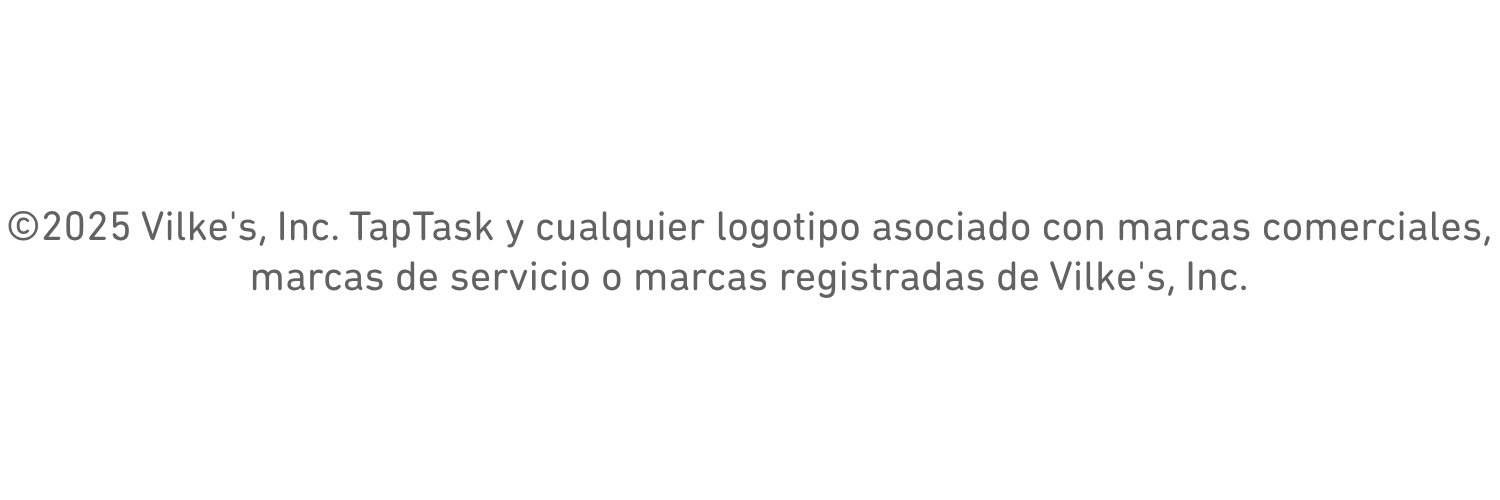 ©2025 Vilke's, Inc. TapTask y cualquier logotipo asociado con marcas comerciales,
marcas de servicio o marcas registradas de Vilke's, Inc.